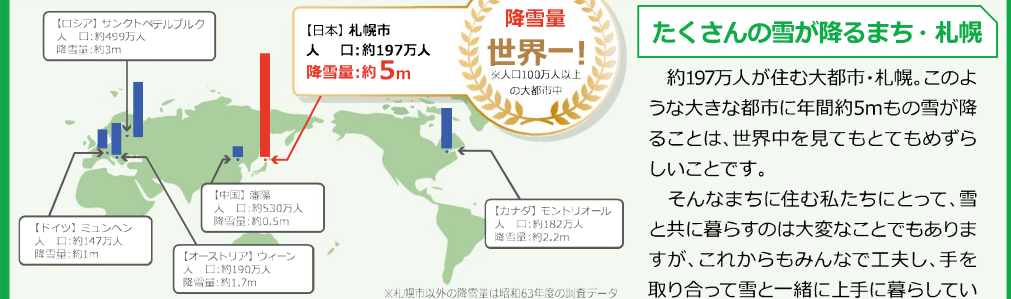 【ロシア】サンクトペテルブルク
人　口:約499万人
降雪量:約3m
【日本】札幌市
人　口:約197万人
降雪量:約5m
降雪量
世界一!
※人口100万人以上
の大都市中
【中国】瀋陽
人　口:約530万人
降雪量:約0.5m
【ドイツ】ミュンヘン
人　口:約147万人
降雪量:約1m
【オーストリア】ウィーン
人　口:約190万人
降雪量:約1.7m
【カナダ】モントリオール
人　口:約182万人
降雪量:約2.2m
※札幌市以外の降雪量は昭和63年度の調査データ
たくさんの雪が降るまち・札幌
約197万人が住む大都市・札幌。このよ
うな大きな都市に年間約5mもの雪が降
ることは、世界中を見てもとてもめずら
しいことです。
そんなまちに住む私たちにとって、雪
と共に暮らすのは大変なことでもありま
すが、これからもみんなで工夫し、手を
取り合って雪と一緒に上手に暮らしてい